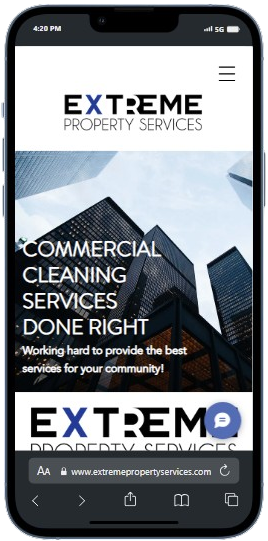 4:20 PM
5G
EXTREME
PROPERTY SERVICES
COMMERCIAL
CLEANING
SERVICES
DONE RIGHT
Working hard to provide the best
services for your community!
EXTREME
PROPERTY SERVICES
AA www.extremepropertyservices.com